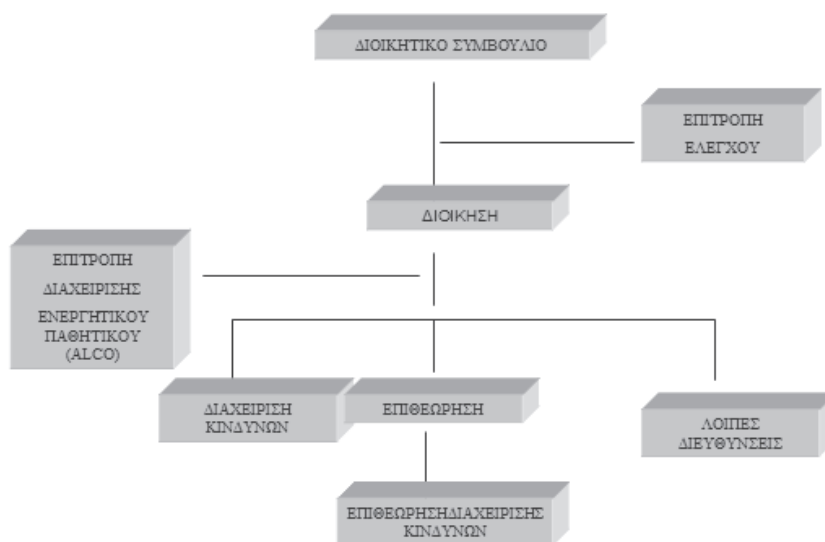 ΔΙΟΙΚΗΤΙΚΟ ΣΥΜΒΟΥΛΙΟ
ΕΠΙΤΡΟΠΗ
ΕΛΕΓΧΟΥ
ΔΙΟΙΚΗΣΗ
ΕΠΙΤΡΟΠΗ
ΔΙΑΧΕΙΡΙΣΗΣ
ΕΝΕΡΓΗΤΙΚΟΥ
ΠΑΘΗΤΙΚΟΥ
(ALCO)
ΔΙΑΧΕΙΡΙΣΗ
ΚΙΝΔΥΝΩΝ
ΕΠΙΘΕΩΡΗΣΗ
ΛΟΙΠΕΣ
ΔΙΕΥΘΥΝΣΕΙΣ
ΕΠΙΘΕΩΡΗΣΗΔΙΑΧΕΙΡΙΣΗΣ
ΚΙΝΔΥΝΩΝ